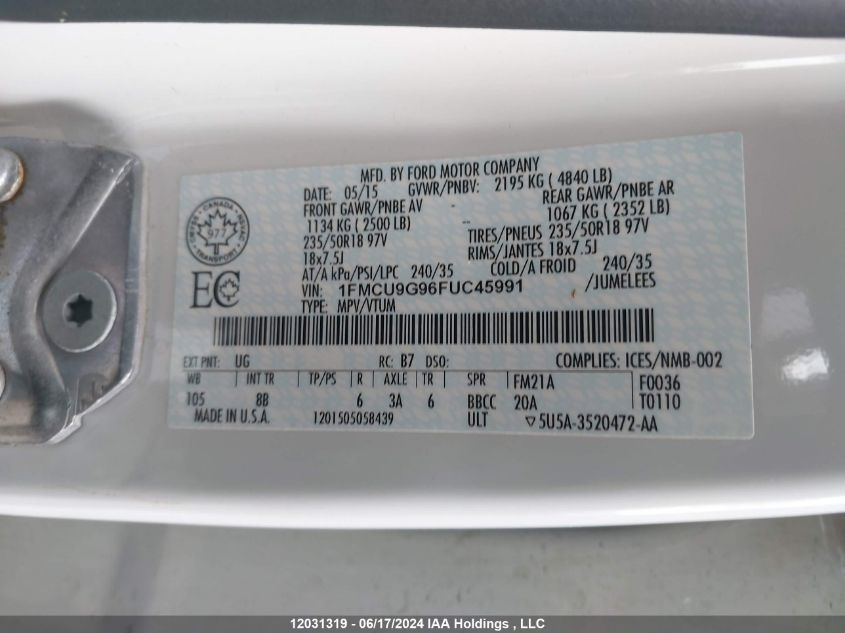 MFD. BY FORD MOTOR COMPANY
DATE: 05/15 GVWR/PNBV: 2195 KG ( 4840 LB)
FRONT GAWR/PNBE AV REAR GAWR/PNBE AR
1134 KG ( 2500 LB) -- 1067 KG ( 2352 LB)
235/50R18 97V TIRES/PNEUS 235/50R18 97V
18x7.5J RIMS/JANTES 18x7.5J
AT/A kPa/PSI/LPC 240/35 COLD/A FROID 240/35
VIN: 1FMCU9G96FUC45991 /JUMELEES
TYPE: MPV/VTUM
CANADA
977
TRANSPORT
EC
EXT PNT: UG RC: B7 DSO: COMPLIES: ICES/NMB-002
WB INT TR TP/PS R AXLE TR SPR FM21A F0036
105 8B 6 3A 6 BBCC 20A T0110
MADE IN U.S.A. 1201505058439 ULT ▽5U5A-3520472-AA
12031319 - 06/17/2024 IAA Holdings , LLC